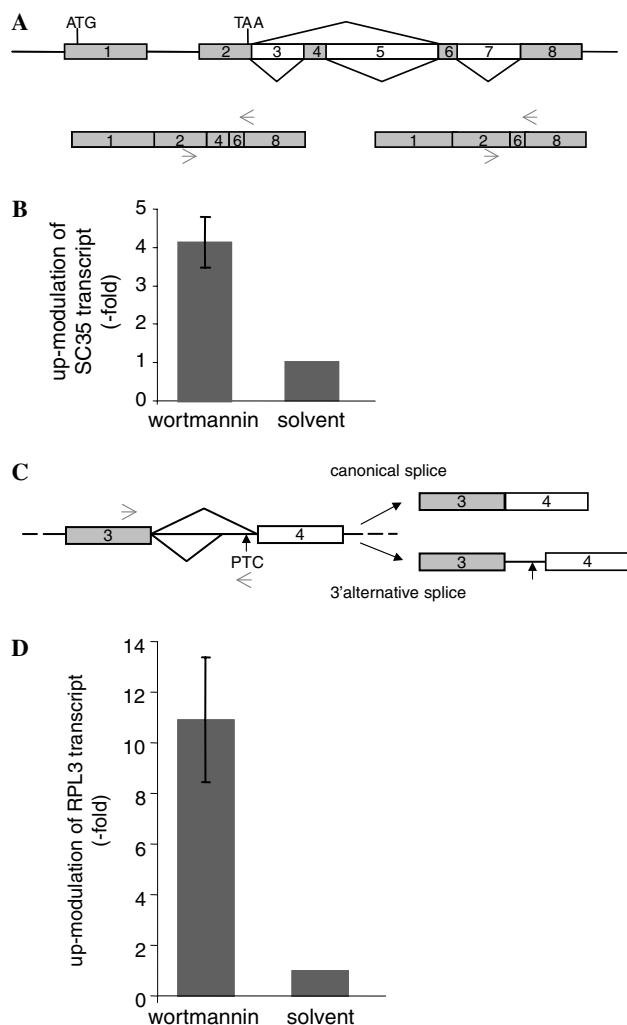 A
ATG
TAA
1
2
3
4
5
6
7
8
1
2
4
6
8
1
2
6
8
B
up-modulation of
SC35 transcript
(-fold)
5
4
3
2
1
0
wortmannin
solvent
C
canonical splice
3
4
PTC
3
4
3
4
3'alternative splice
D
up-modulation of RPL3 transcript
(-fold)
14
12
10
8
6
4
2
0
wortmannin
solvent